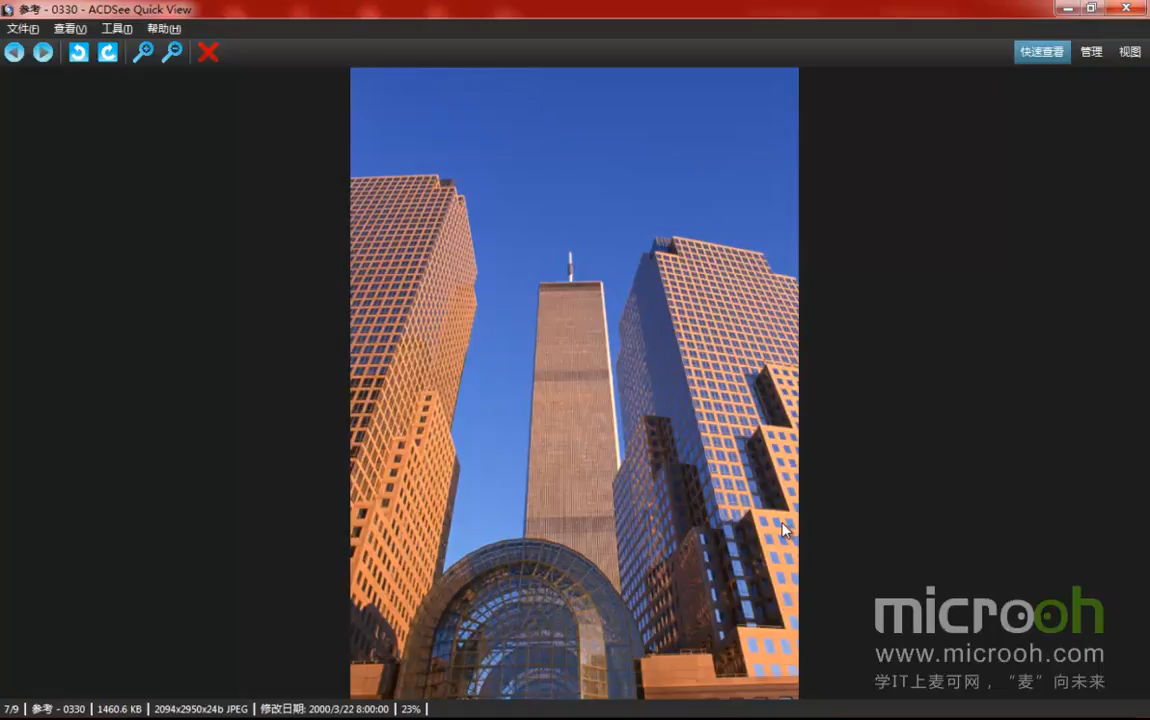 参考 - 0330 - ACDSee Quick View
文件(F) 查看(V) 工具(T) 帮助(H)
快速查看 管理 视图
microoh
www.microoh.com
学IT上麦可网，“麦”向未来
7/9 参考 - 0330 1460.6 KB 2094x2950x24b JPEG 修改日期: 2000/3/22 8:00:00 23%